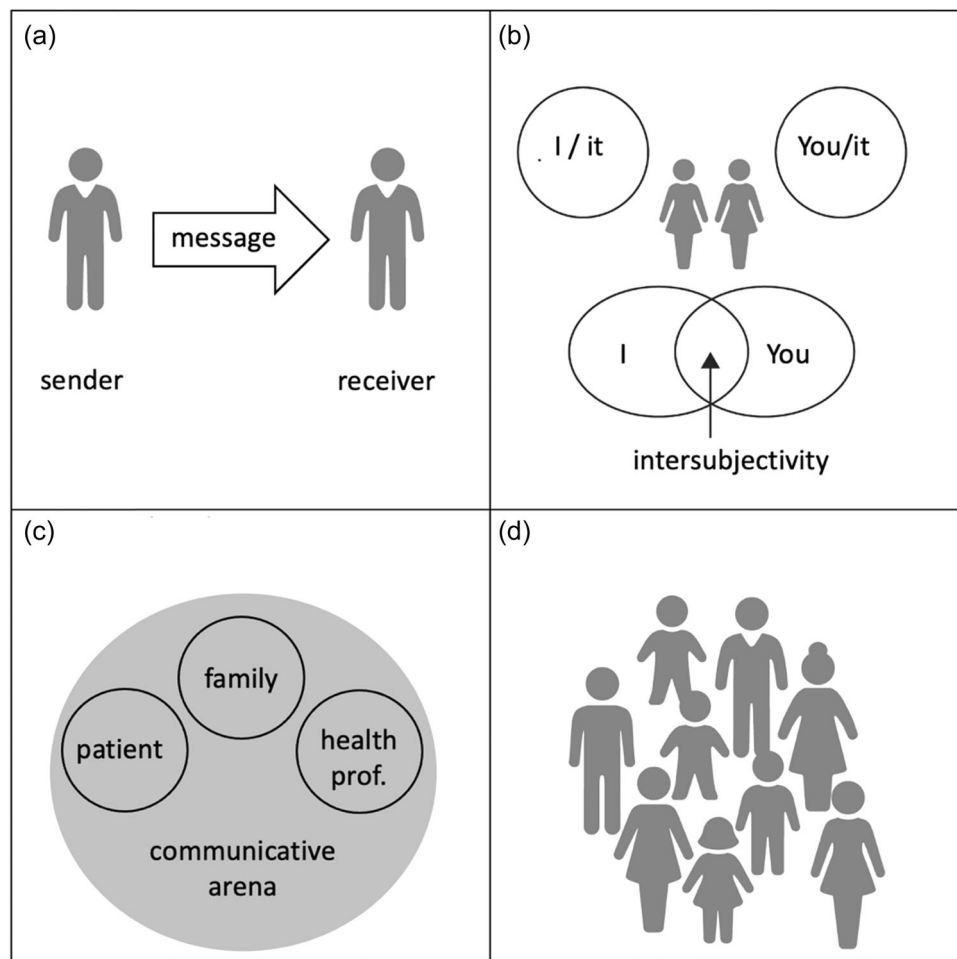 (a)
message
sender
receiver
(b)
I / it
You/it
I
You
intersubjectivity
(c)
family
patient
health
prof.
communicative
arena
(d)